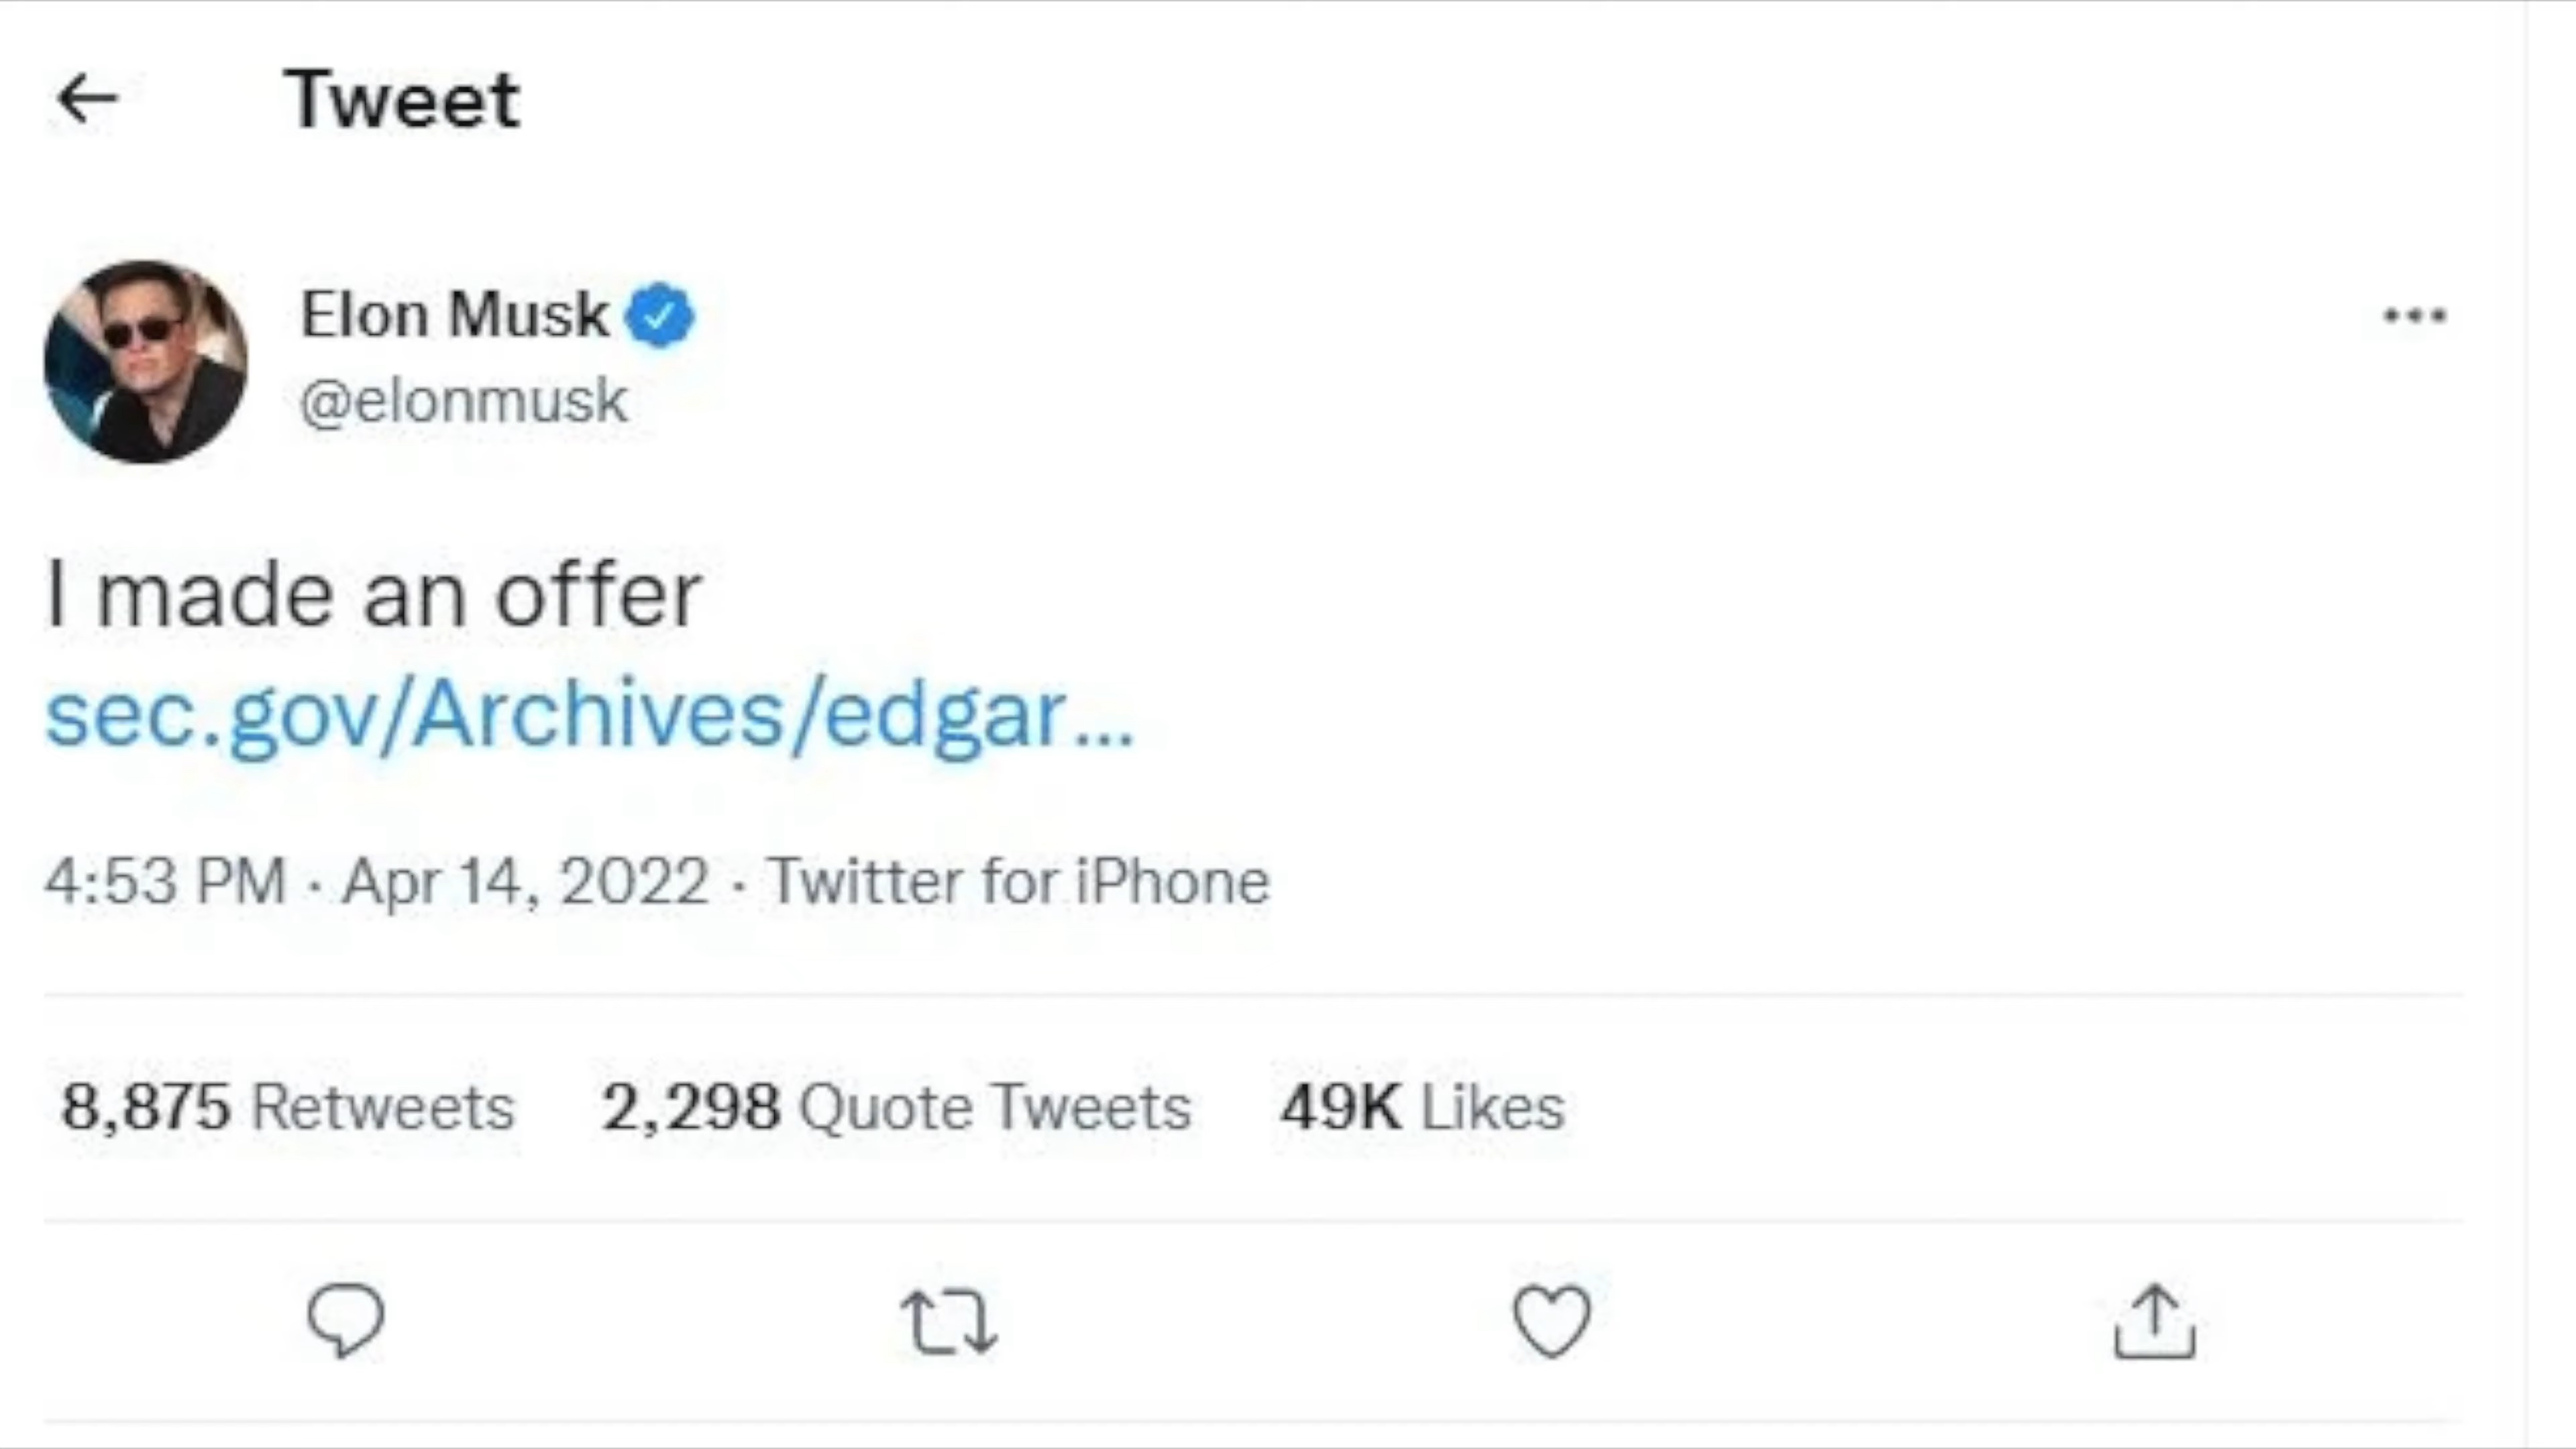 Tweet
Elon Musk
@elonmusk
I made an offer
sec.gov/Archives/edgar...
4:53 PM · Apr 14, 2022 · Twitter for iPhone
8,875 Retweets 2,298 Quote Tweets 49K Likes